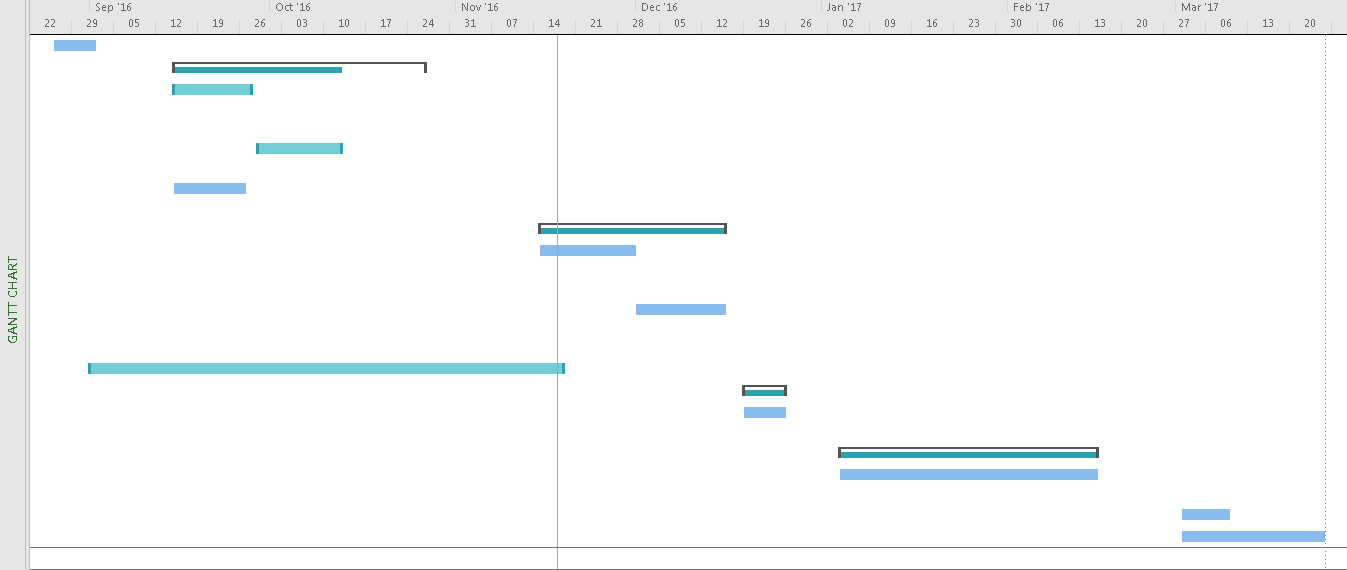 Sep '16 Oct '16 Nov '16 Dec '16 Jan '17 Feb '17 Mar '17
22 29 05 12 19 26 03 10 17 24 31 07 14 21 28 05 12 19 26 02 09 16 23 30 06 13 20 27 06 13 20
GANTT CHART